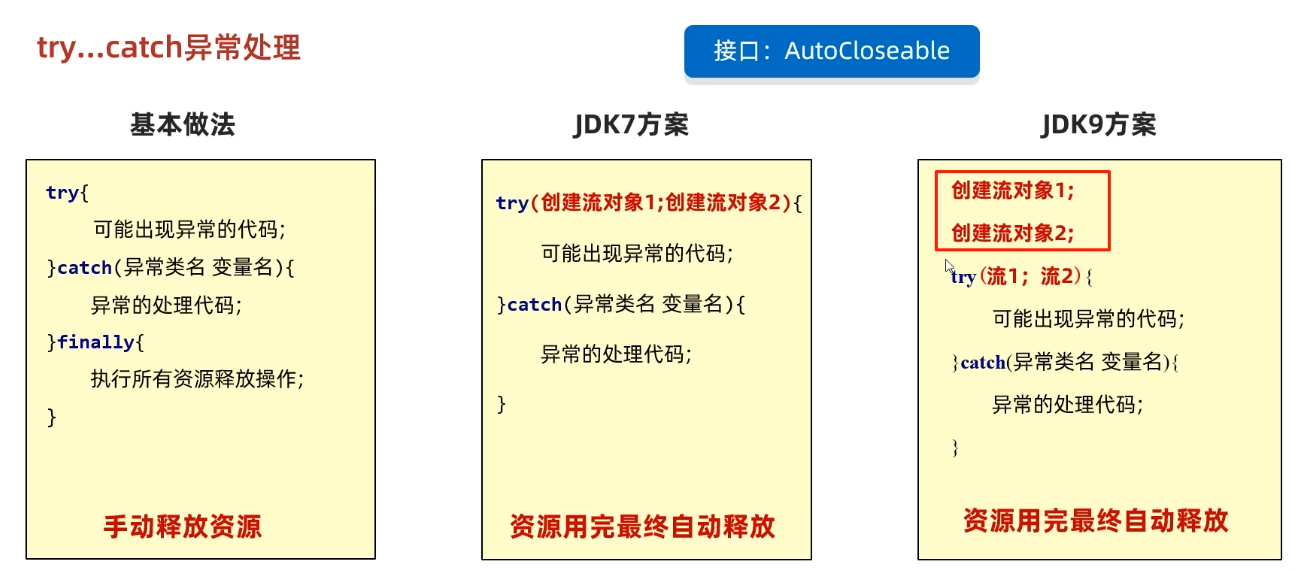 try...catch异常处理
接口：AutoCloseable
基本做法
try{
可能出现异常的代码;
}catch(异常类名 变量名){
异常的处理代码;
}finally{
执行所有资源释放操作;
}
手动释放资源
JDK7方案
try(创建流对象1;创建流对象2){
可能出现异常的代码;
}catch(异常类名 变量名){
异常的处理代码;
}
资源用完最终自动释放
JDK9方案
创建流对象1;
创建流对象2;
try(流1；流2){
可能出现异常的代码;
}catch(异常类名 变量名){
异常的处理代码;
}
资源用完最终自动释放